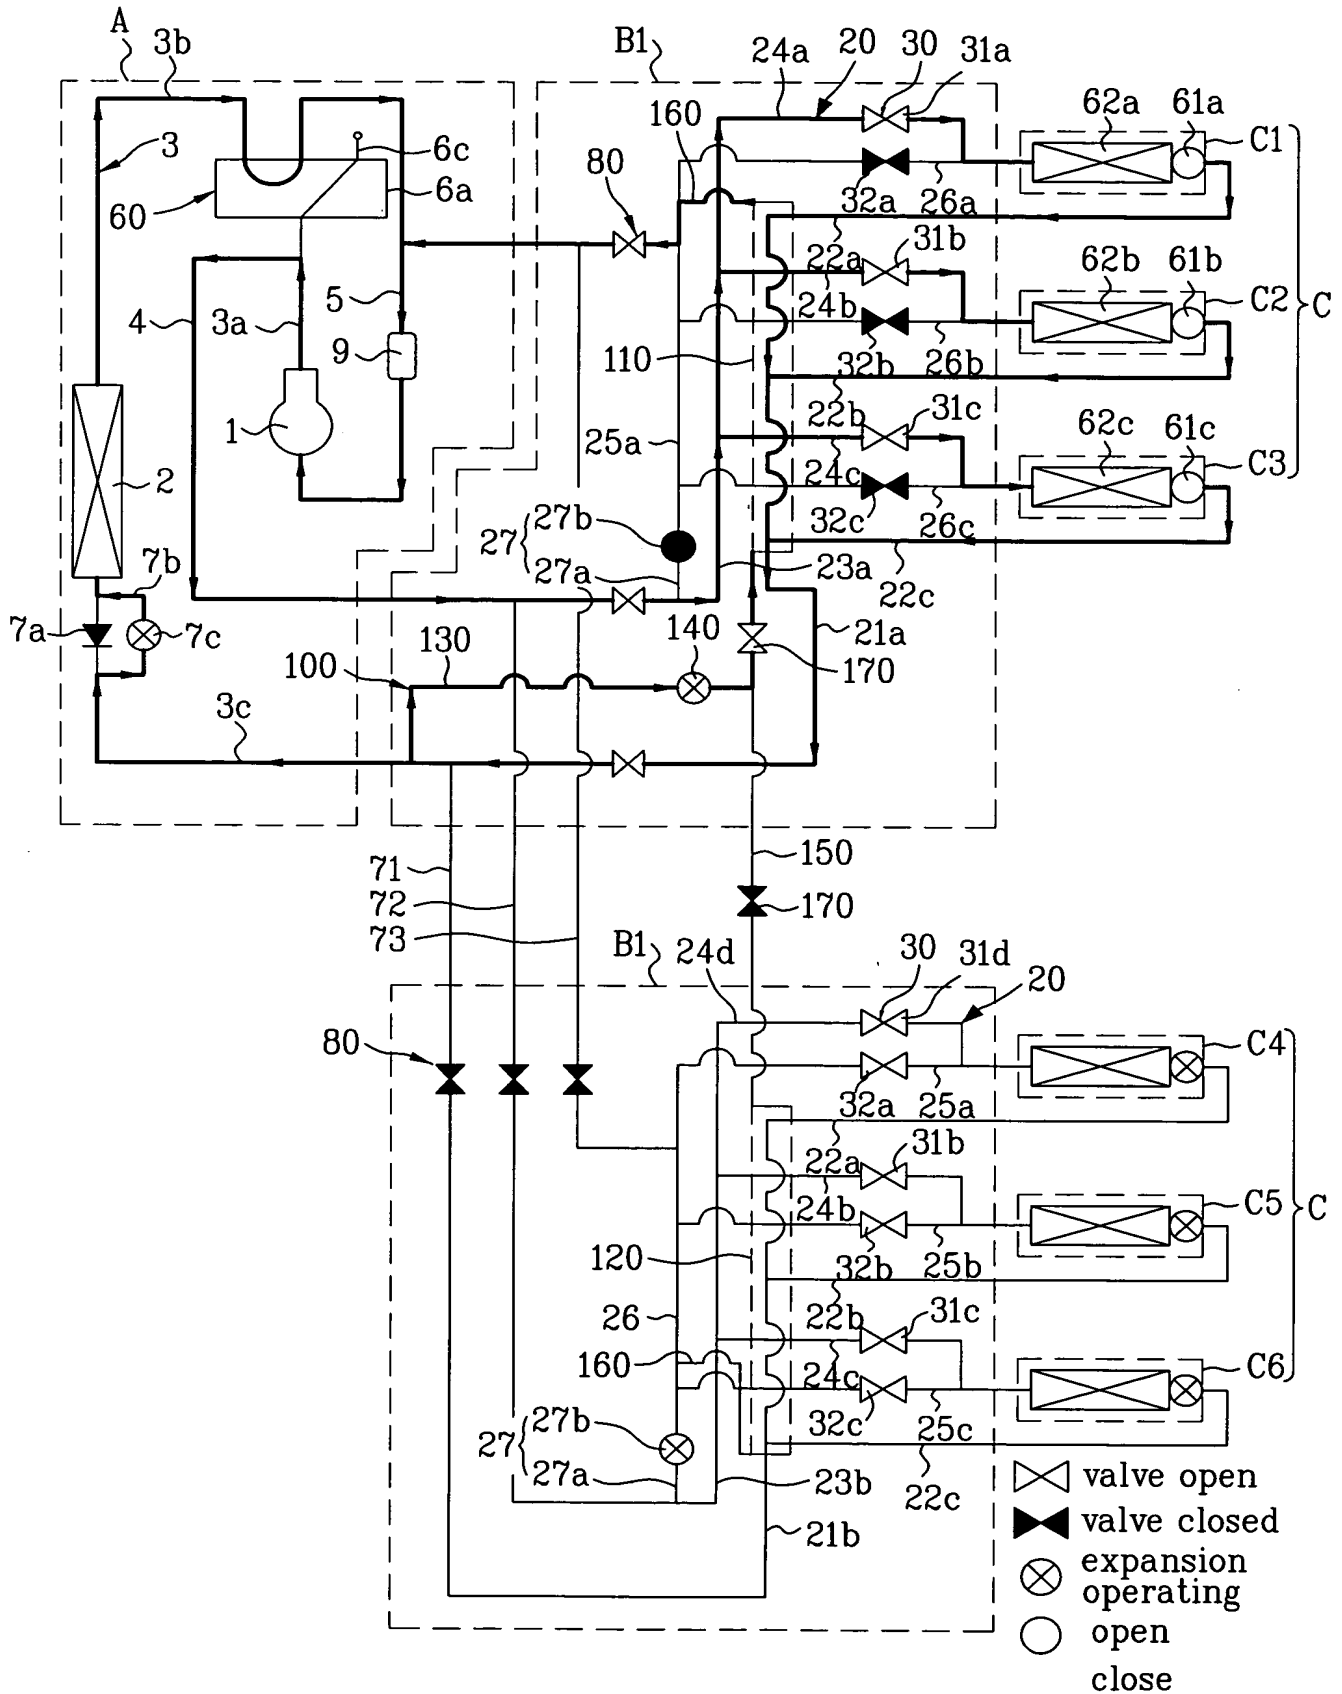 A
3b
B1
24a
20
30
31a
62a
61a
C1
160
3
6c
6a
60
80
32a
26a
22a
31b
62b
61b
C2
C
24b
4
3a
5
9
110
32b
26b
22b
31c
62c
61c
C3
1
25a
24c
2
27
27b
27a
32c
26c
23a
22c
7b
7a
7c
140
21a
100
130
170
3c
71
150
72
170
73
B1
24d
30
31d
20
80
C4
32a
25a
22a
31b
24b
C5
C
120
32b
25b
22b
31c
26
160
24c
C6
27
27b
27a
32c
25c
23b
22c
21b
valve open
valve closed
expansion
operating
open
close